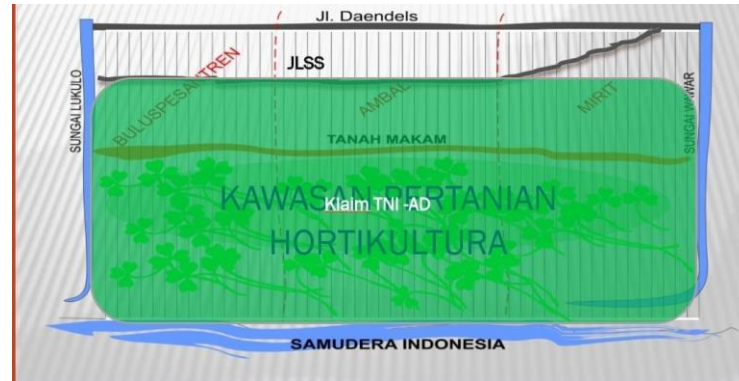 Jl. Daendels
JLSS
SUNGAI LUKULO
BULUSPESANTREN
AMBAL
MIRIT
SUNGAI WAWAR
TANAH MAKAM
KAWASAN PERTANIAN
Klaim TNI -AD
HORTIKULTURA
SAMUDERA INDONESIA